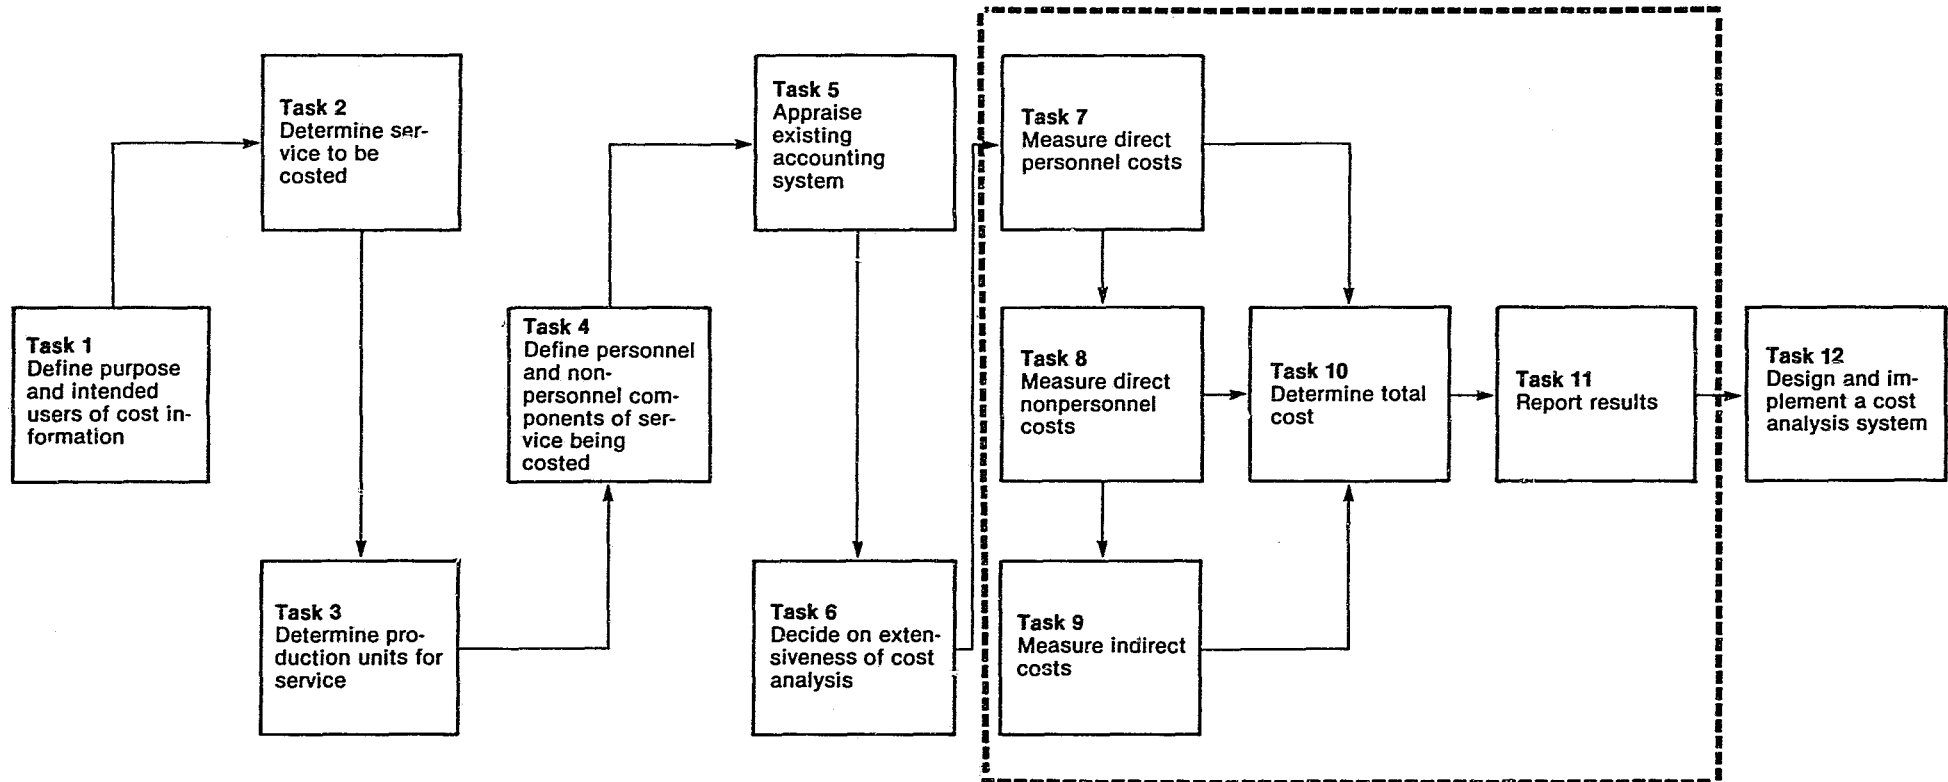 Task 1
Define purpose
and intended
users of cost in-
formation
Task 2
Determine ser-
vice to be
costed
Task 3
Determine pro-
duction units for
service
Task 4
Define personnel
and non-
personnel com-
ponents of ser-
vice being
costed
Task 5
Appraise
existing
accounting
system
Task 6
Decide on exten-
siveness of cost
analysis
Task 7
Measure direct
personnel costs
Task 8
Measure direct
nonpersonnel
costs
Task 9
Measure indirect
costs
Task 10
Determine total
cost
Task 11
Report results
Task 12
Design and im-
plement a cost
analysis system